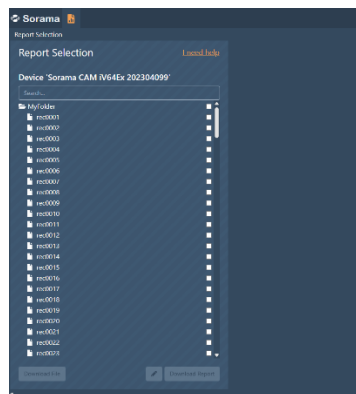 Sorama
Report Selection
Report Selection
I need help
Device 'Sorama CAM iV64Ex 202304099'
Search...
MyFolder
rec0001
rec0002
rec0003
rec0004
rec0005
rec0006
rec0007
rec0008
rec0009
rec0010
rec0011
rec0012
rec0013
rec0014
rec0015
rec0016
rec0017
rec0018
rec0019
rec0020
rec0021
rec0022
rec0023
Download Report